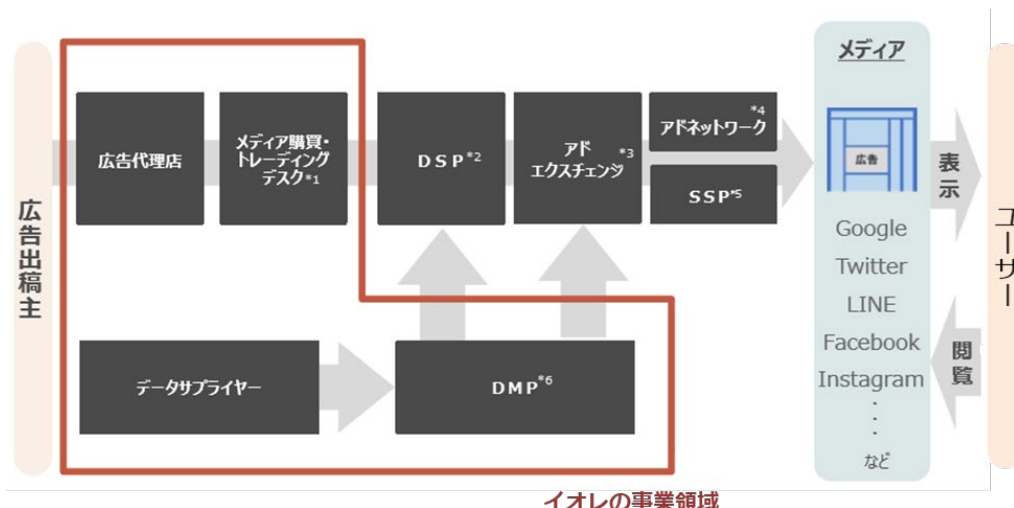 広告出稿主
広告代理店
メディア購買・
トレーディング
デスク*1
DSP*2
アド
エクスチェンジ*3
アドネットワーク*4
SSP*5
データサプライヤー
DMP*6
メディア
広告
Google
Twitter
LINE
Facebook
Instagram
・
・
・
など
表示
閲覧
ユーザー
イオレの事業領域